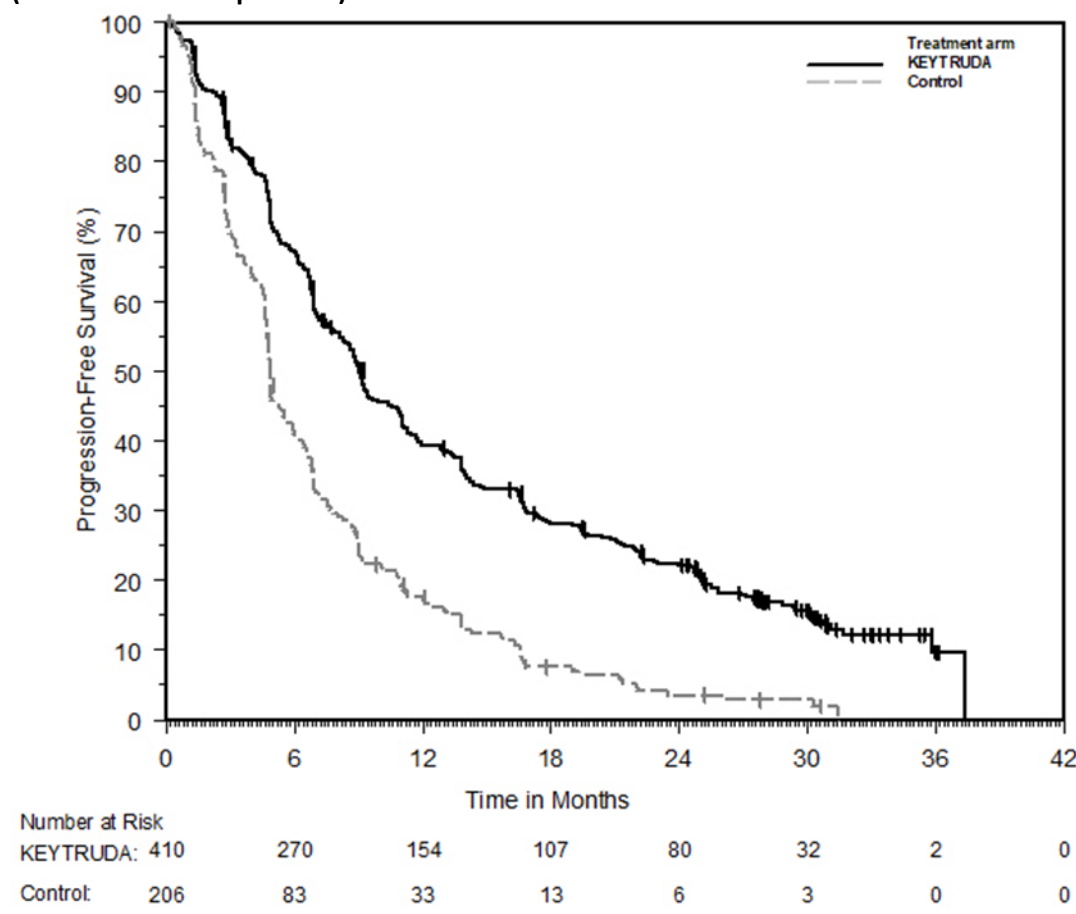 100
Treatment arm
KEYTRUDA
Control
90
80
70
60
50
40
30
20
10
0
Progression-Free Survival (%)
0 6 12 18 24 30 36 42
Time in Months
Number at Risk
KEYTRUDA: 410 270 154 107 80 32 2 0
Control: 206 83 33 13 6 3 0 0